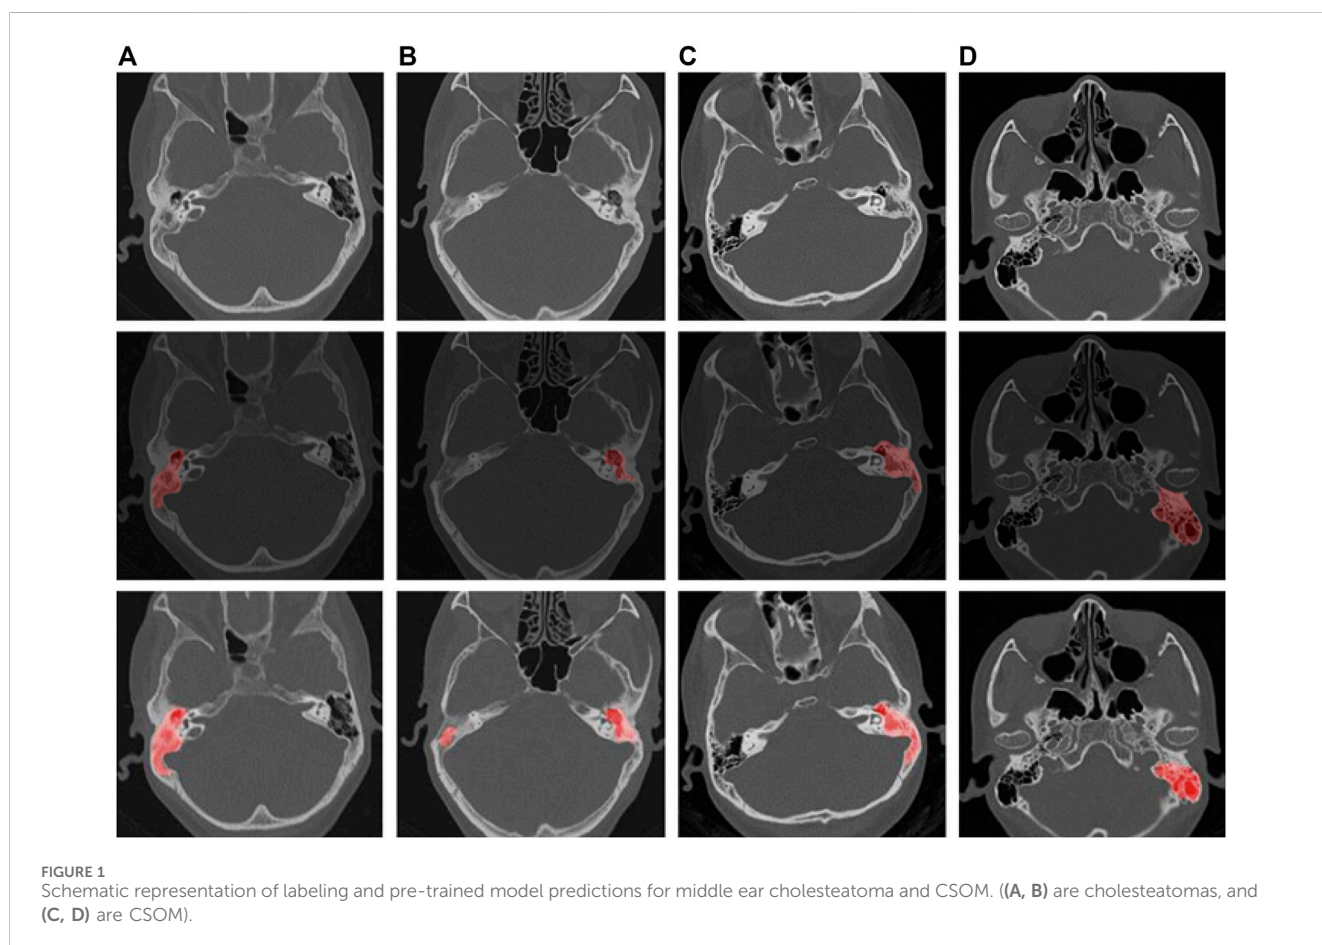 A
B
C
D
FIGURE 1
Schematic representation of labeling and pre-trained model predictions for middle ear cholesteatoma and CSOM. ((A, B) are cholesteatomas, and
(C, D) are CSOM).